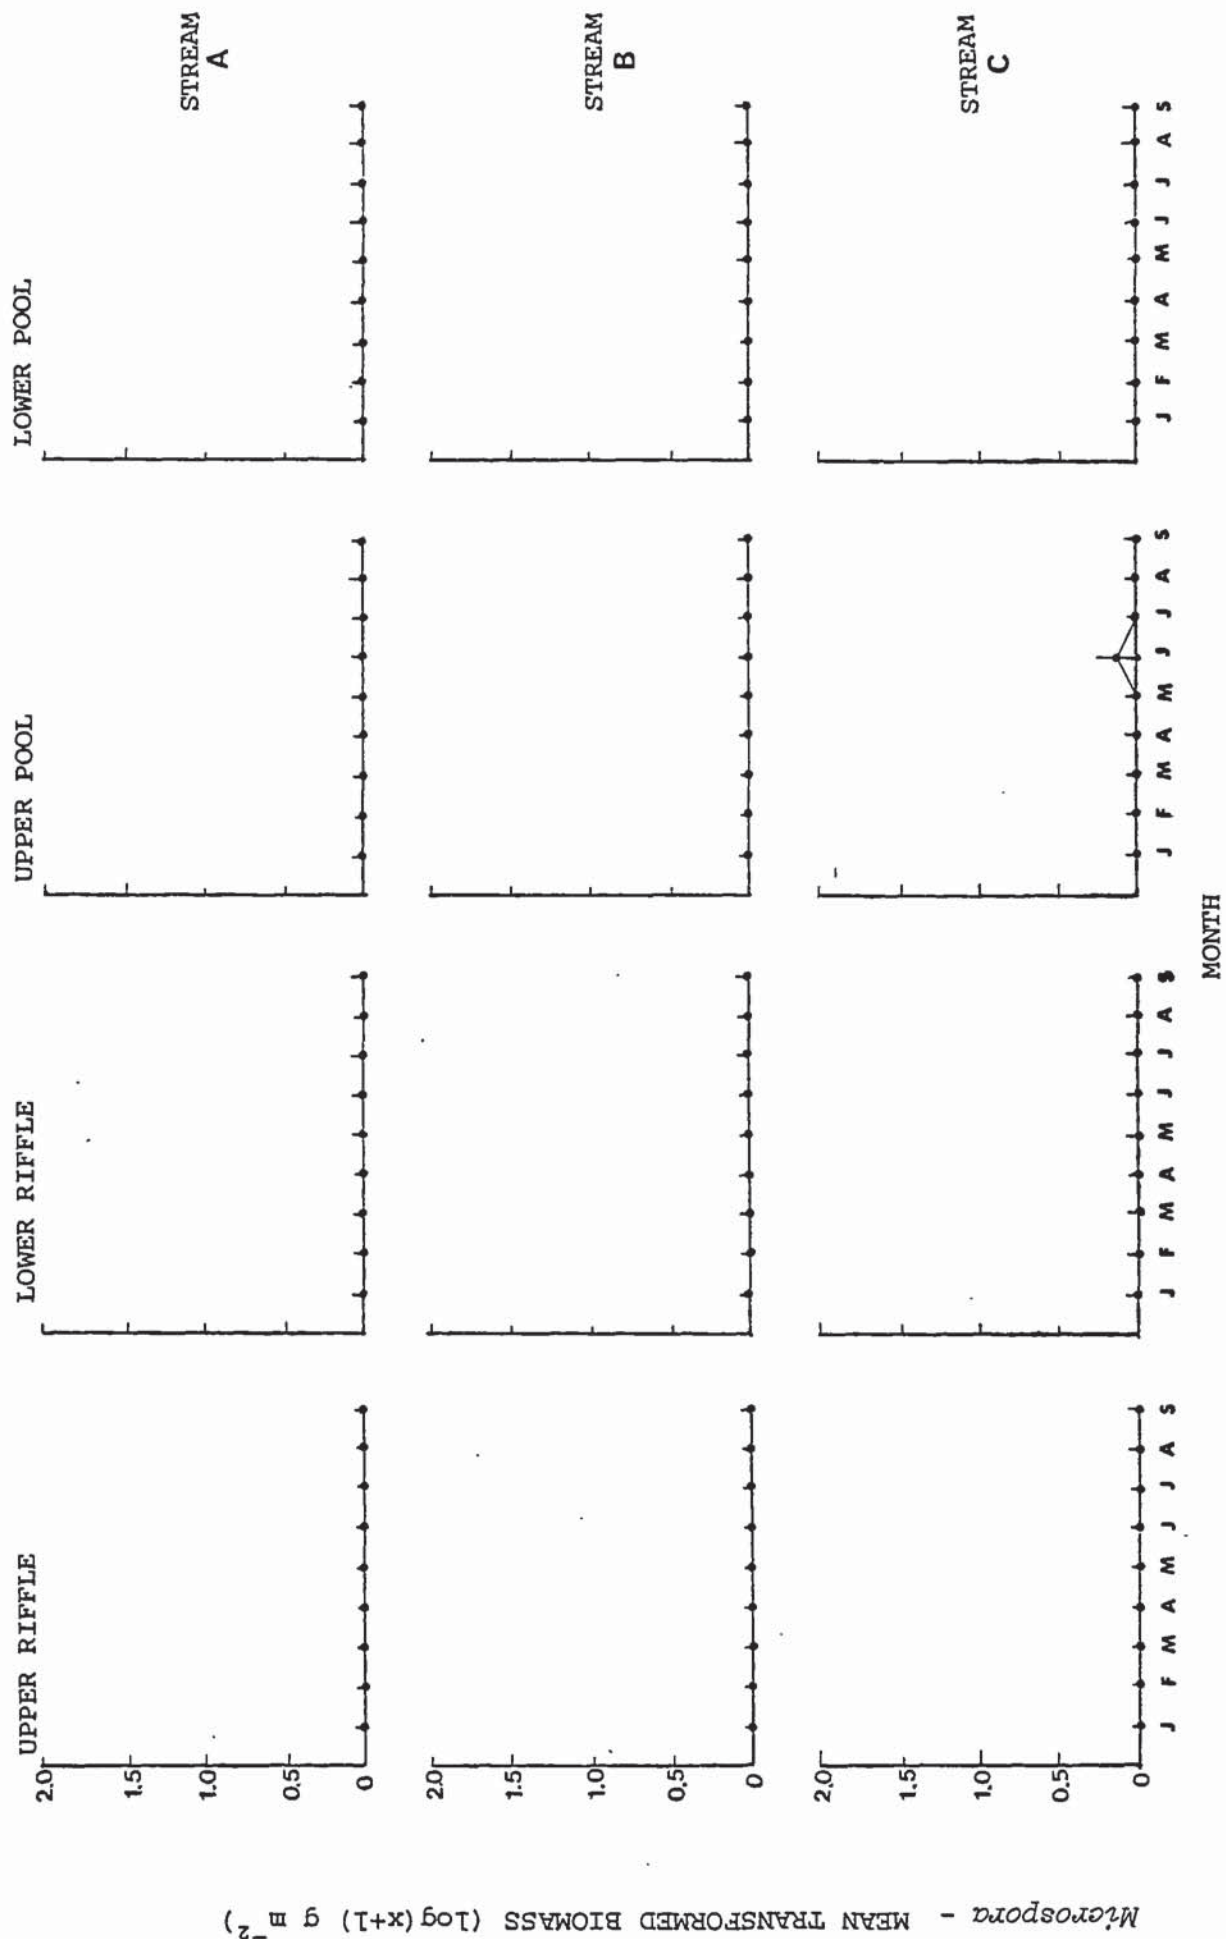 UPPER RIFFLE
LOWER RIFFLE
UPPER POOL
LOWER POOL
2.0
1.5
1.0
0.5
0
STREAM
A
2.0
1.5
1.0
0.5
0
STREAM
B
2.0
1.5
1.0
0.5
0
STREAM
C
J F M A M J J A S
J F M A M J J A S
J F M A M J J A S
J F M A M J J A S
MONTH
Microspora - MEAN TRANSFORMED BIOMASS (log(x+1) g m⁻²)